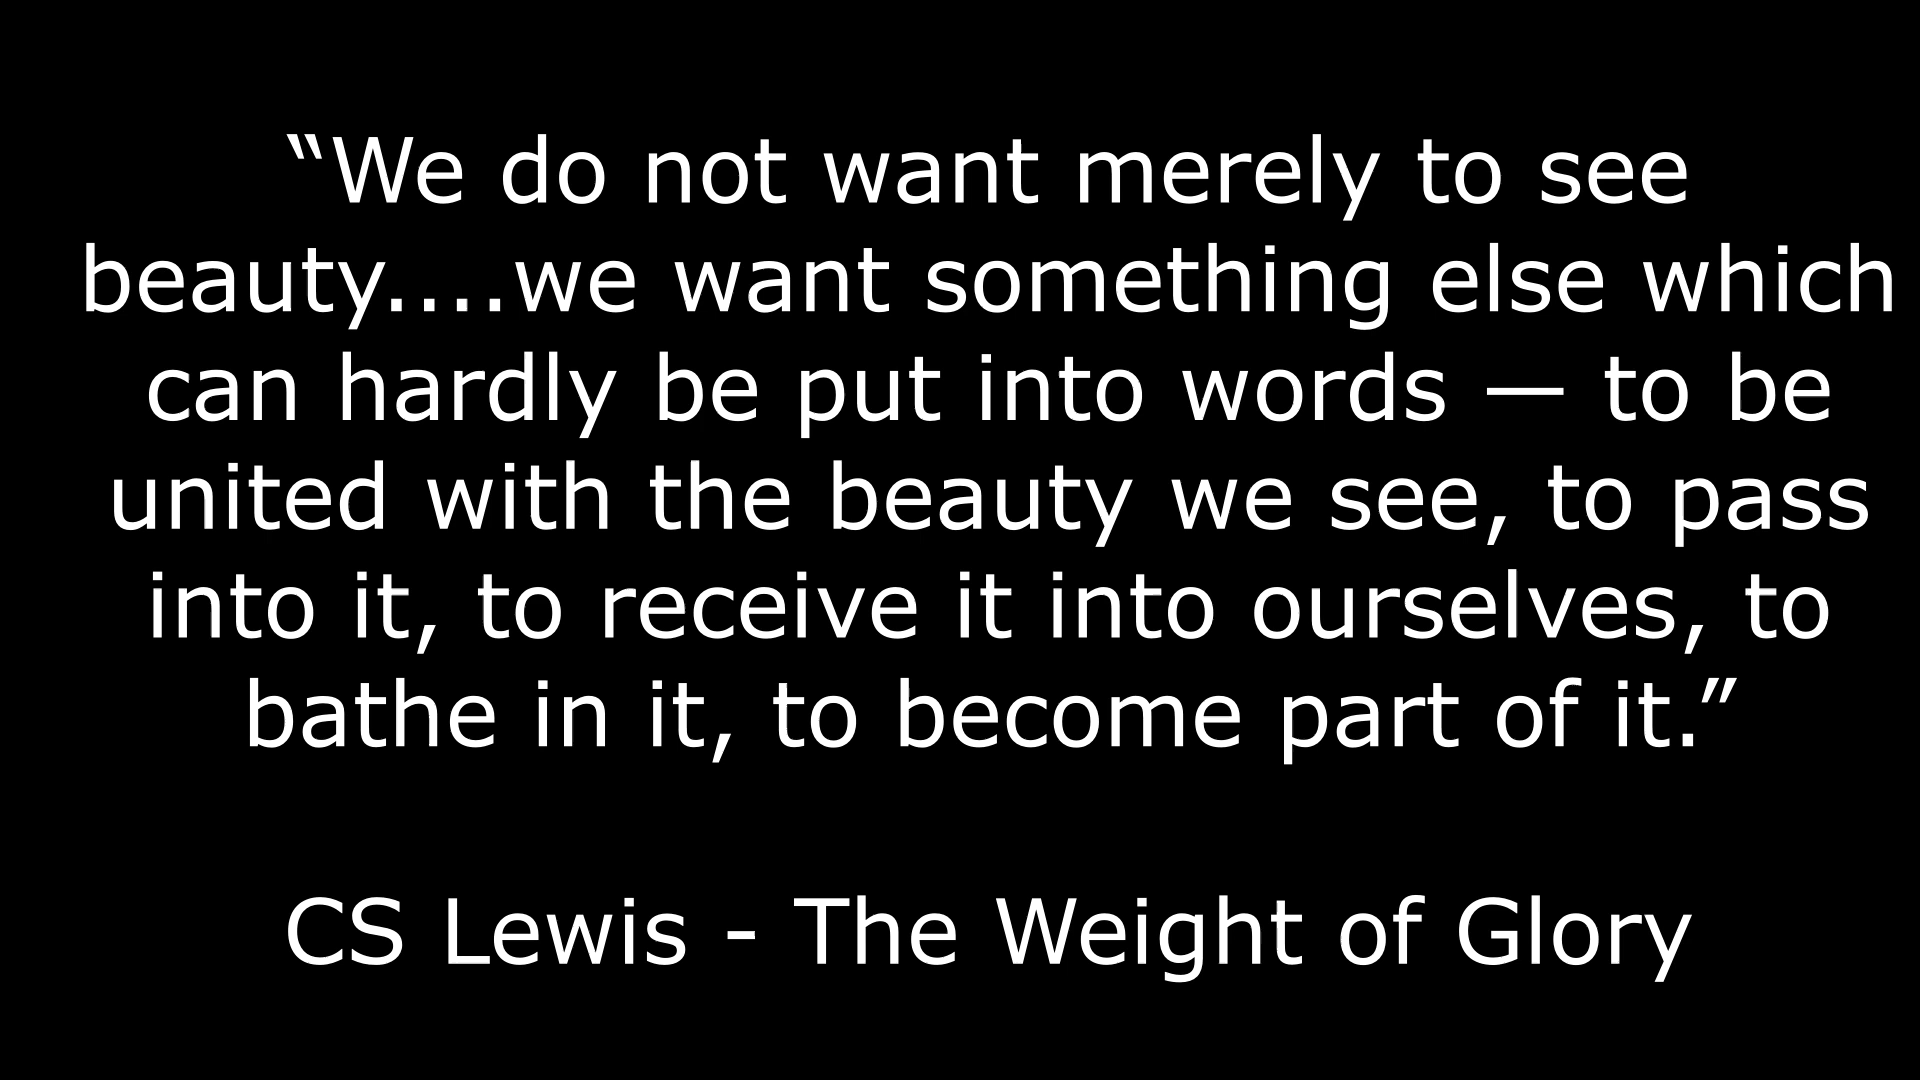 “We do not want merely to see
beauty....we want something else which
can hardly be put into words — to be
united with the beauty we see, to pass
into it, to receive it into ourselves, to
bathe in it, to become part of it.”
CS Lewis - The Weight of Glory